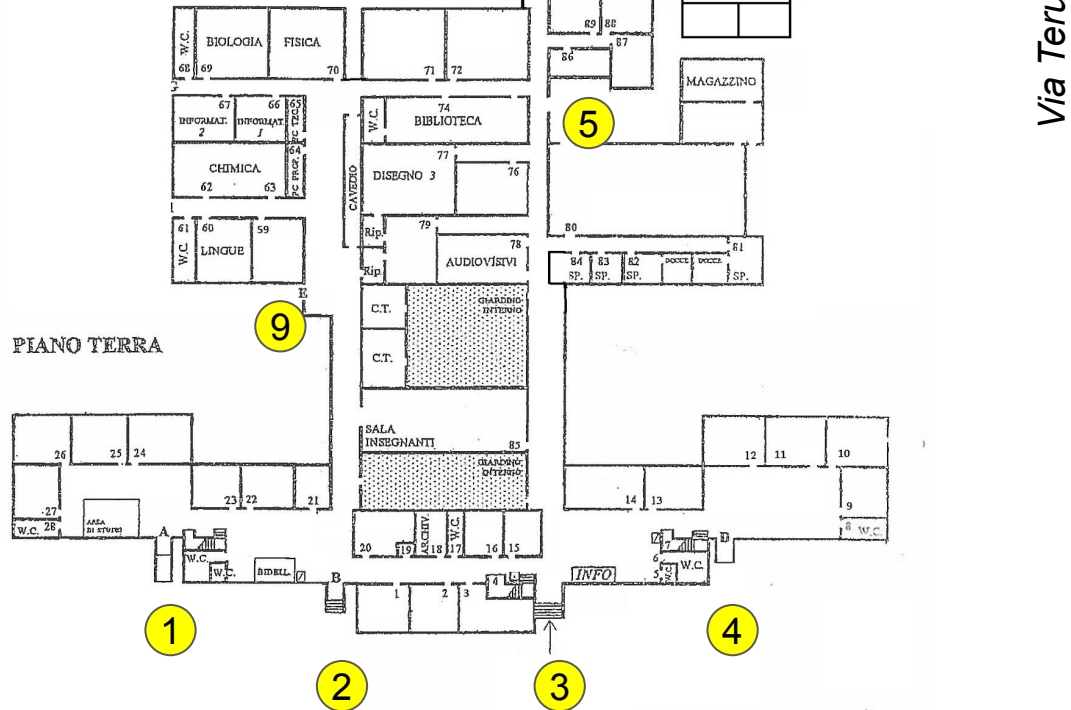 89 88
87
86
Via Teru
W.C.
BIOLOGIA FISICA
68 69 70 71 72
MAGAZZINO
67 66 65
INFORMAT. 2
INFORMAT. 1
PC TEC.
W.C.
74
BIBLIOTECA
5
64
CHIMICA
62 63
PC PROF.
CAVEDIO
77
DISEGNO 3
76
61 60 59
W.C.
LINGUE
79
Rip.
78
AUDIOVISIVI
Rip.
80
81
84 83 82
SP. SP. SP. DOCCE DOCCE SP.
E
C.T.
GIARDINO
INTERNO
9
C.T.
PIANO TERRA
SALA
INSEGNANTI
85
GIARDINO
INTERNO
26 25 24
12 11 10
27
23 22 21
14 13
9
W.C. 28
AREA
DI STUDIO
A
20 19 ARCHIV. 18 W.C. 17 16 15
8 W.C.
7
D
6
W.C.
5
W.C.
W.C.
W.C.
BIDELL.
B
4
INFO
1 2 3
1
2
3
4